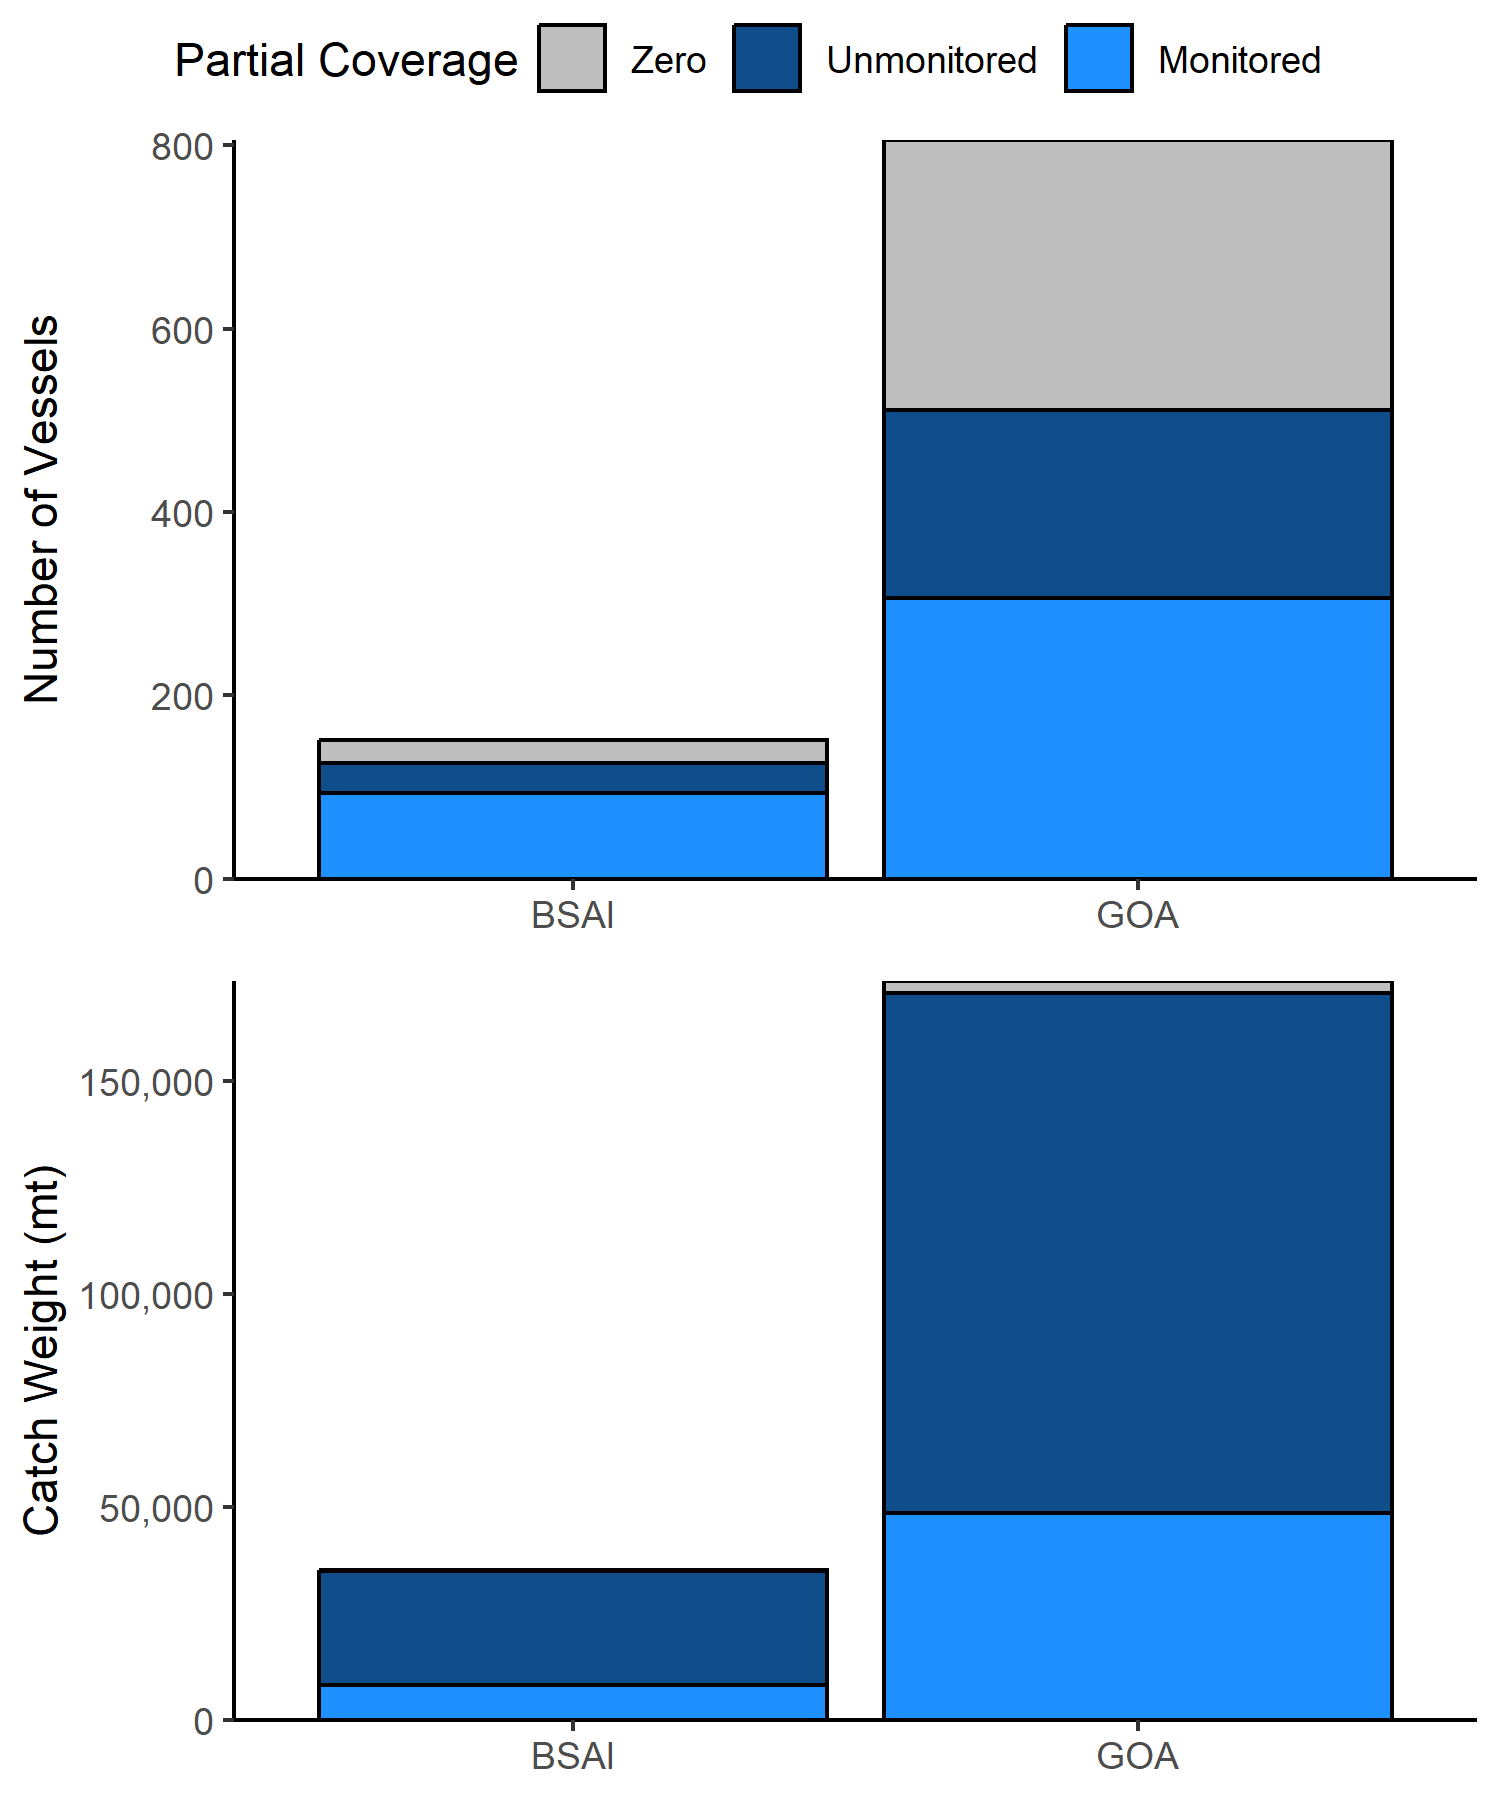 Partial Coverage Zero Unmonitored Monitored
Number of Vessels
800
600
400
200
0
BSAI GOA
Catch Weight (mt)
150,000
100,000
50,000
0
BSAI GOA